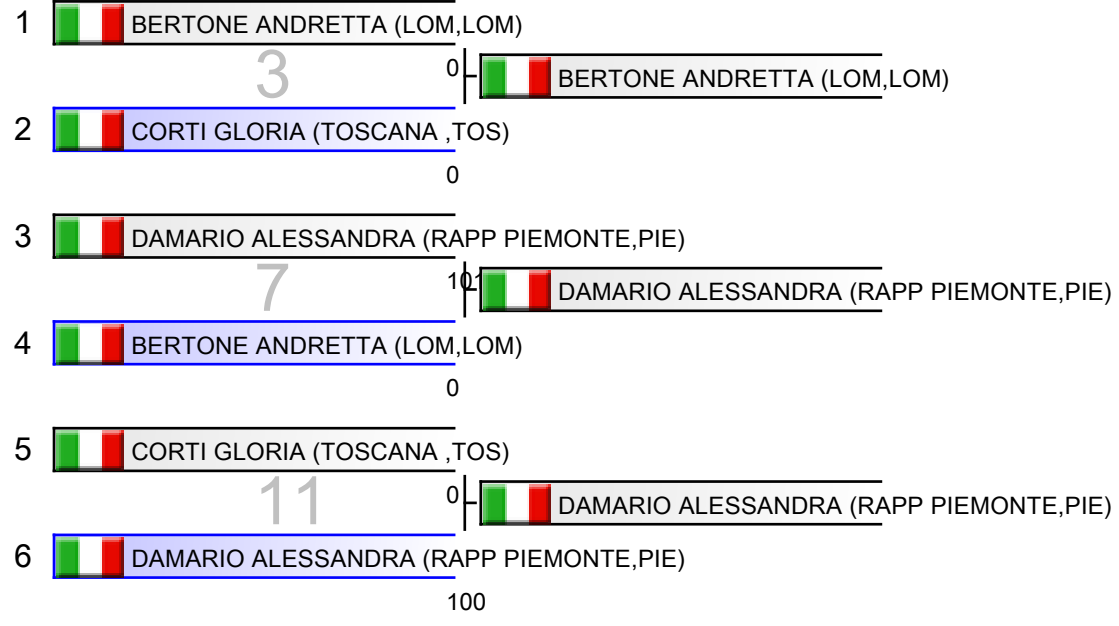 1 BERTONE ANDRETTA (LOM,LOM)
3
0
BERTONE ANDRETTA (LOM,LOM)
2 CORTI GLORIA (TOSCANA ,TOS)
0
3 DAMARIO ALESSANDRA (RAPP PIEMONTE,PIE)
7
101
DAMARIO ALESSANDRA (RAPP PIEMONTE,PIE)
4 BERTONE ANDRETTA (LOM,LOM)
0
5 CORTI GLORIA (TOSCANA ,TOS)
11
0
DAMARIO ALESSANDRA (RAPP PIEMONTE,PIE)
6 DAMARIO ALESSANDRA (RAPP PIEMONTE,PIE)
100